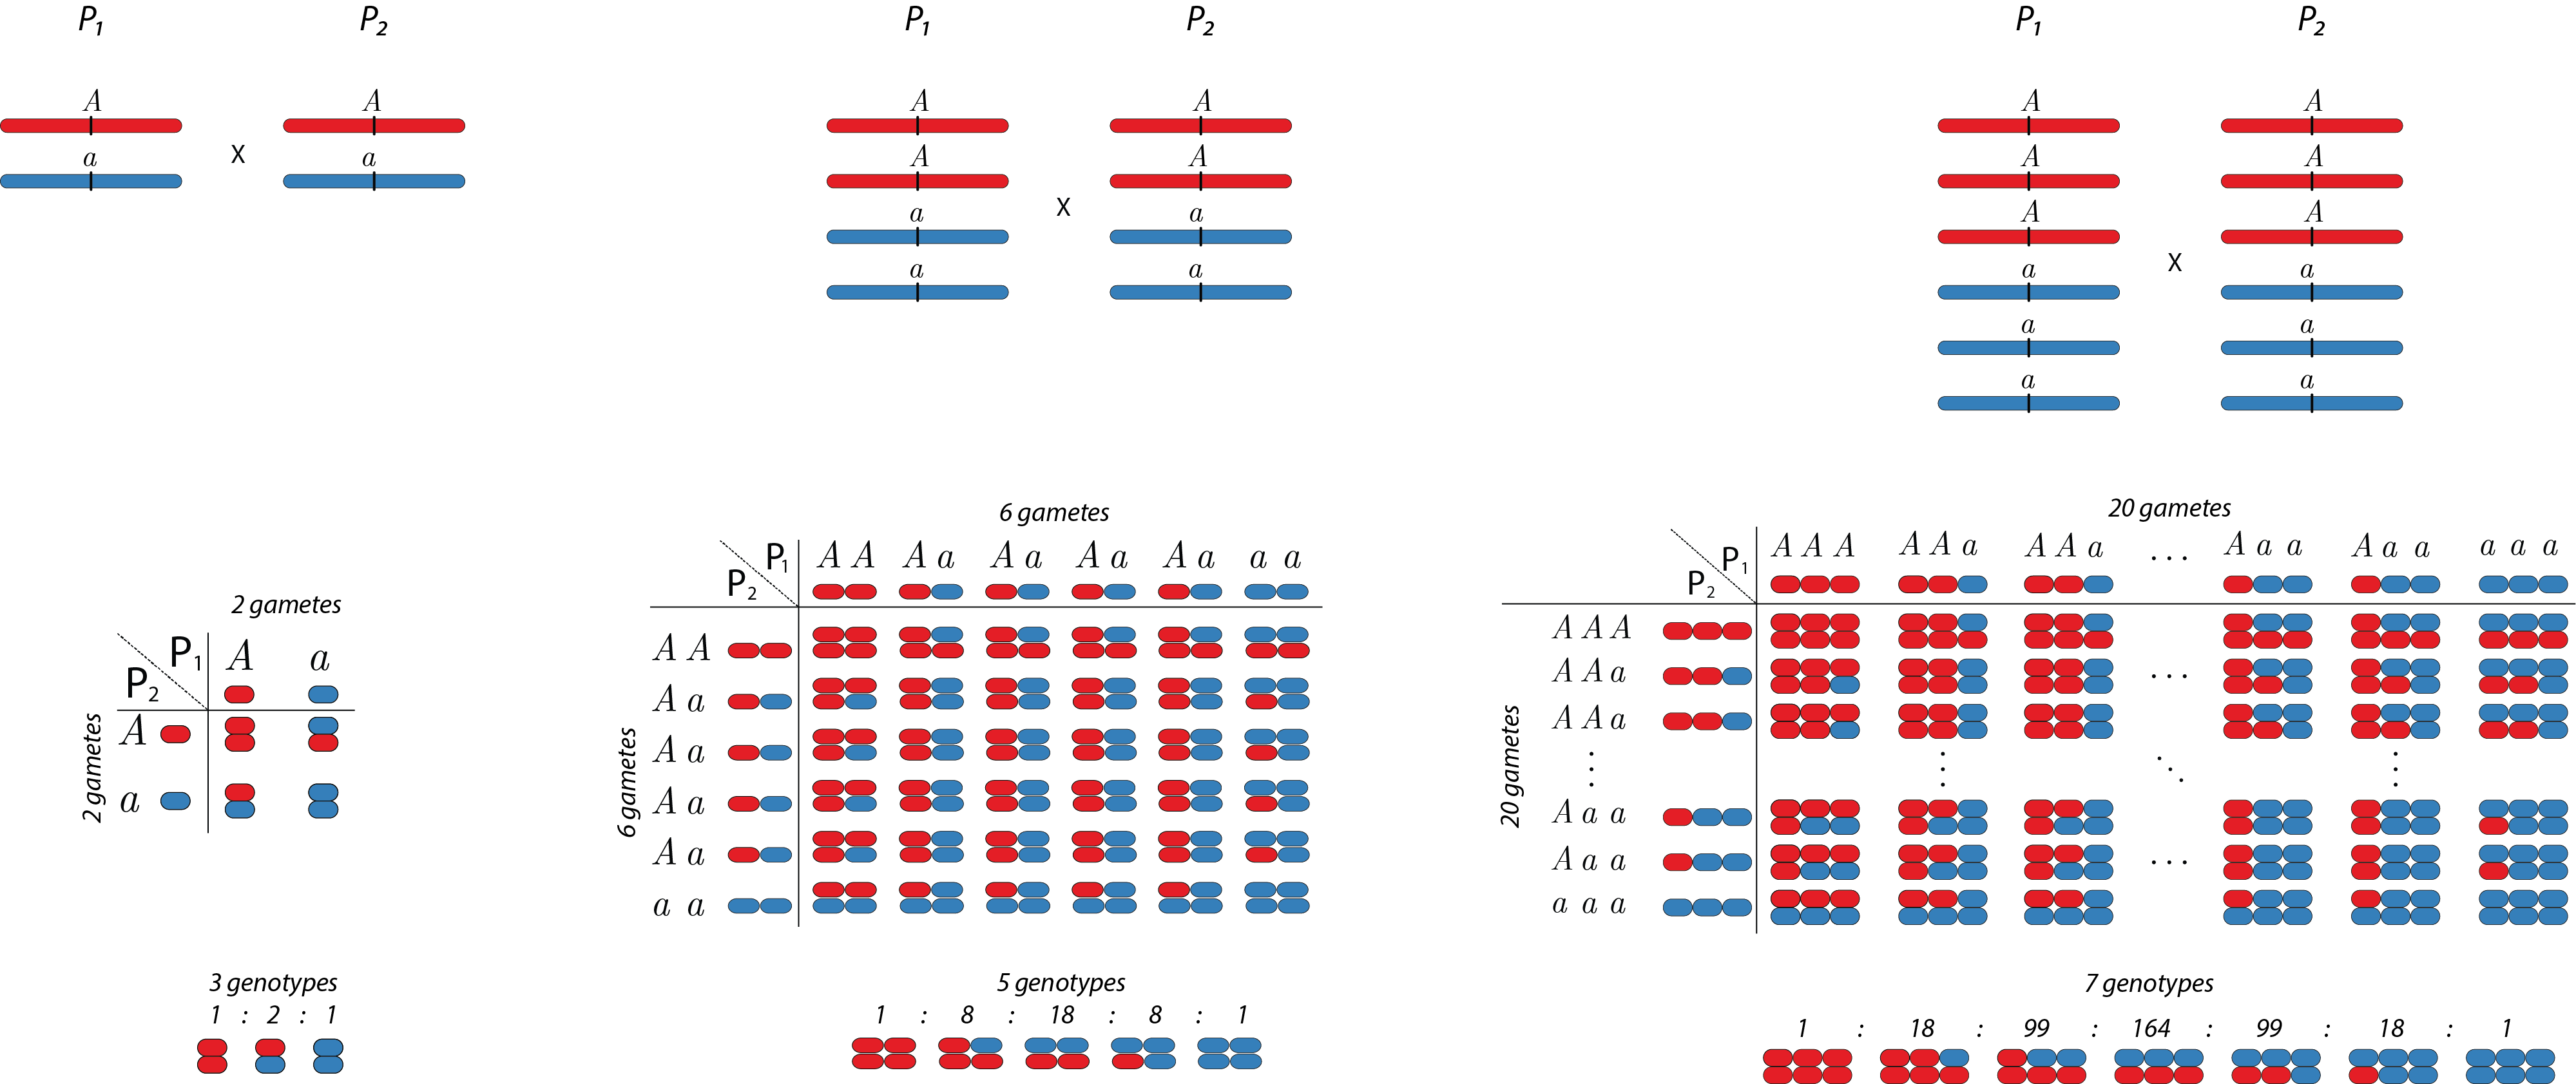 P1 P2
A A
a X a
2 gametes
P1 A a
P2
2 gametes
A
a
3 genotypes
1 : 2 : 1
P1 P2
A A
A A
X
a a
a a
6 gametes
P1 A A A a A a A a A a a a
P2
6 gametes
A A
A a
A a
A a
A a
a a
5 genotypes
1 : 8 : 18 : 8 : 1
P1 P2
A A
A A
A A
X
a a
a a
a a
20 gametes
P1 A A A A A a A A a ... A a a A a a a a a
P2
20 gametes
A A A
A A a ...
A A a
⋮ ⋮ ⋱ ⋮
A a a
A a a ...
a a a
7 genotypes
1 : 18 : 99 : 164 : 99 : 18 : 1